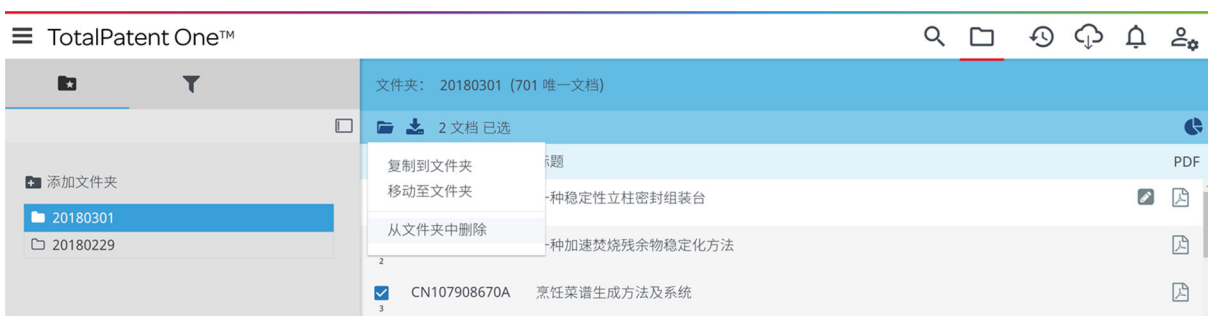 TotalPatent One™
文件夹： 20180301 (701 唯一文档)
2 文档 已选
复制到文件夹
移动至文件夹
从文件夹中删除
标题
PDF
添加文件夹
20180301
20180229
一种稳定性立柱密封组装台
一种加速焚烧残余物稳定化方法
2
CN107908670A 烹饪菜谱生成方法及系统
3